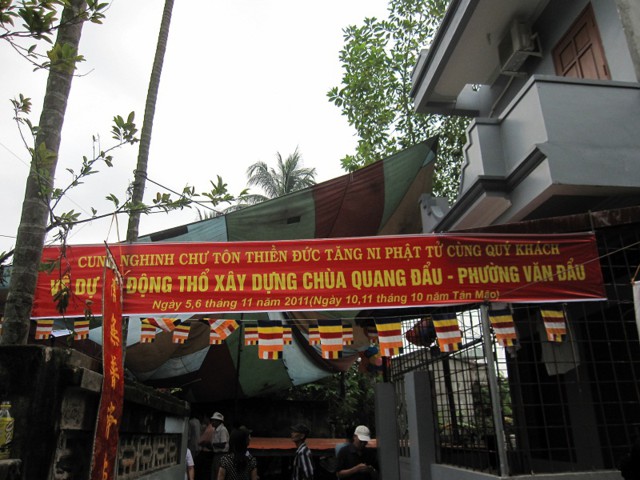 CUNG NGHINH CHƯ TÔN THIỀN ĐỨC TĂNG NI PHẬT TỬ CÙNG QUÝ KHÁCH
VỀ DỰ ĐỘNG THỔ XÂY DỰNG CHÙA QUANG ĐẨU - PHƯỜNG VĂN ĐẨU
Ngày 5,6 tháng 11 năm 2011(Ngày 10,11 tháng 10 năm Tân Mão)